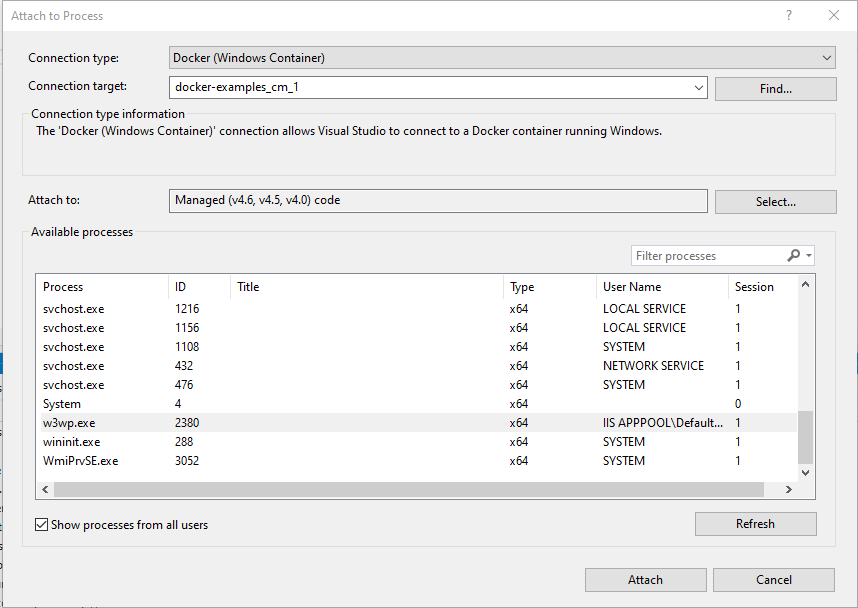 Attach to Process ?
Connection type: Docker (Windows Container)
Connection target: docker-examples_cm_1 Find...
Connection type information
The 'Docker (Windows Container)' connection allows Visual Studio to connect to a Docker container running Windows.
Attach to: Managed (v4.6, v4.5, v4.0) code Select...
Available processes
Filter processes
Process ID Title Type User Name Session
svchost.exe 1216 x64 LOCAL SERVICE 1
svchost.exe 1156 x64 LOCAL SERVICE 1
svchost.exe 1108 x64 SYSTEM 1
svchost.exe 432 x64 NETWORK SERVICE 1
svchost.exe 476 x64 SYSTEM 1
System 4 x64 0
w3wp.exe 2380 x64 IIS APPPOOL\Default... 1
wininit.exe 288 x64 SYSTEM 1
WmiPrvSE.exe 3052 x64 SYSTEM 1
Show processes from all users Refresh
Attach Cancel